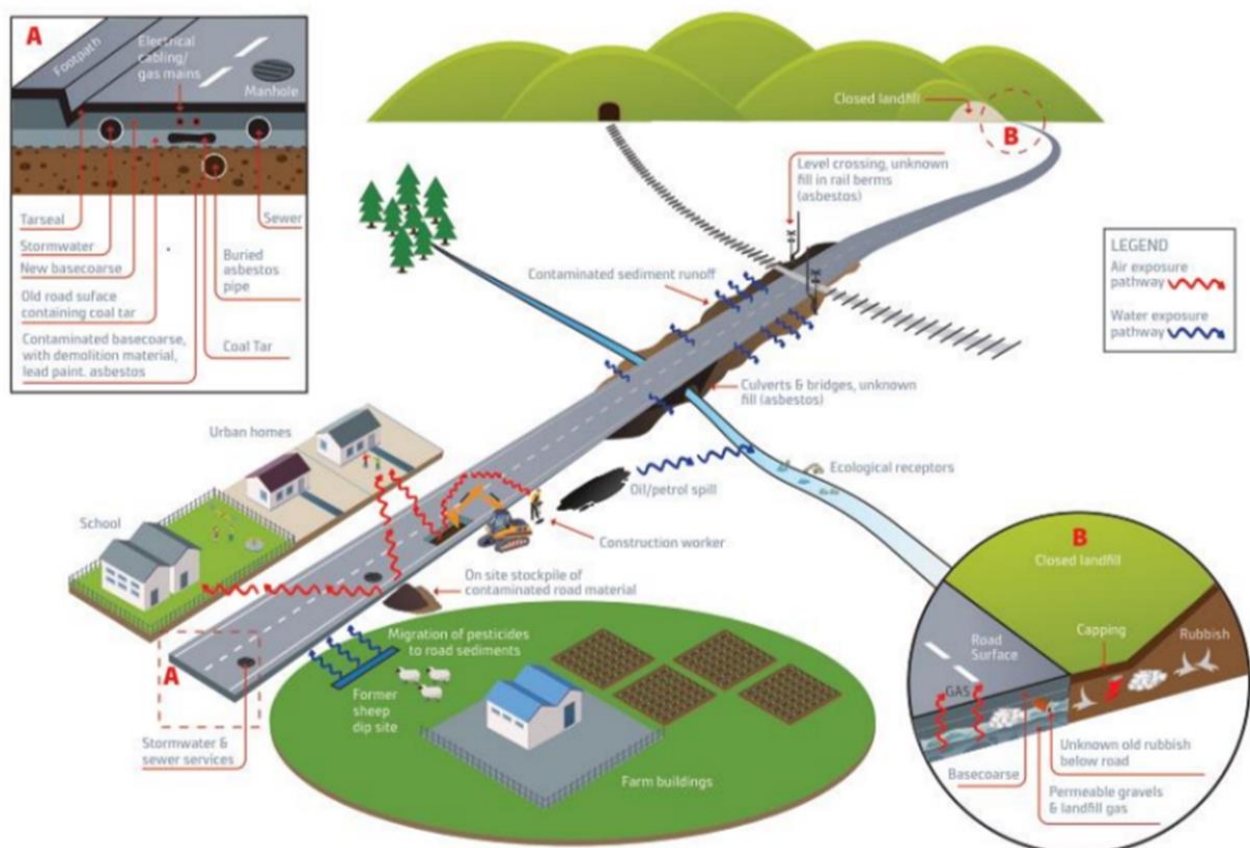 A
Footpath
Electrical
cabling/
gas mains
Manhole
Tarseal
Stormwater
New basecoarse
Old road suface
containing coal tar
Contaminated basecoarse,
with demolition material,
lead paint. asbestos
Sewer
Buried
asbestos
pipe
Coal Tar
Closed landfill
B
Level crossing, unknown
fill in rail berms
(asbestos)
Contaminated sediment runoff
LEGEND
Air exposure
pathway
Water exposure
pathway
Culverts & bridges, unknown
fill (asbestos)
Urban homes
Ecological receptors
Oil/petrol spill
School
Construction worker
On site stockpile of
contaminated road material
Migration of pesticides
to road sediments
A
Former
sheep
dip site
Stormwater &
sewer services
Farm buildings
B
Closed landfill
Capping
Rubbish
Road
Surface
GAS
Unknown old rubbish
below road
Basecoarse
Permeable gravels
& landfill gas